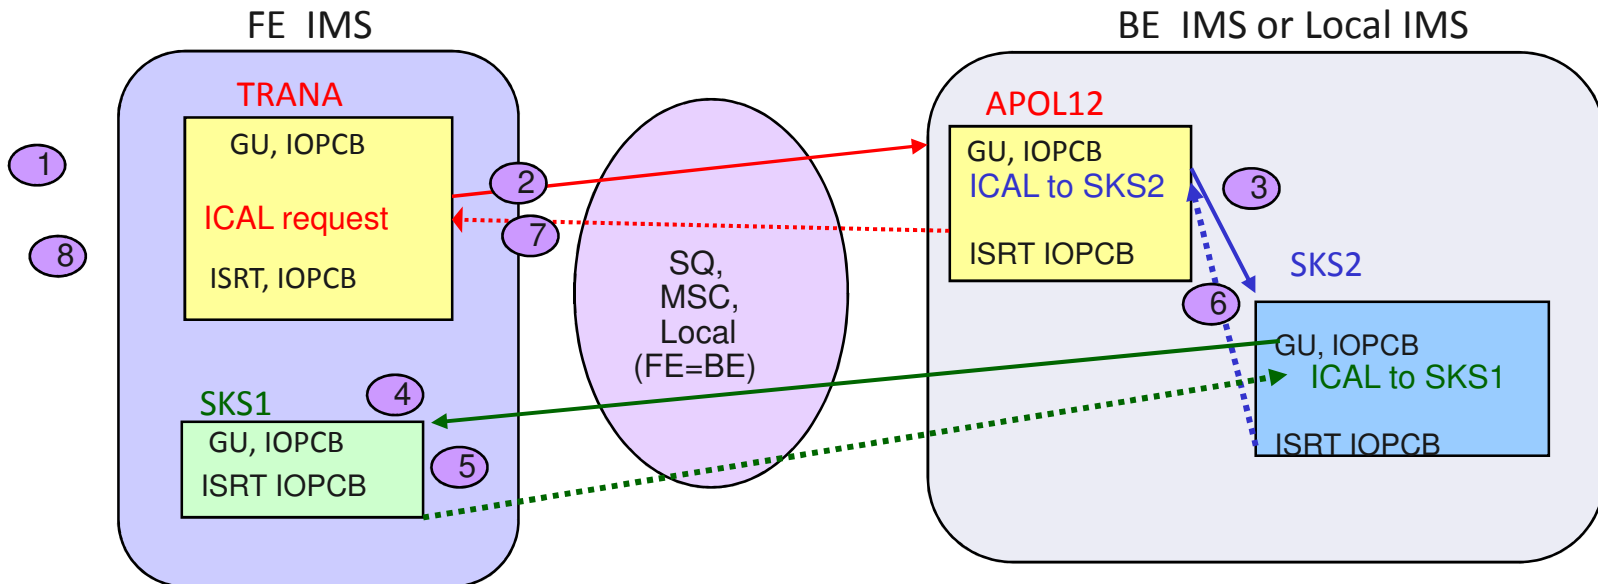 FE IMS
BE IMS or Local IMS
TRANA
GU, IOPCB
ICAL request
ISRT, IOPCB
1
8
2
7
SQ,
MSC,
Local
(FE=BE)
APOL12
GU, IOPCB
ICAL to SKS2
ISRT IOPCB
3
6
SKS2
GU, IOPCB
ICAL to SKS1
ISRT IOPCB
4
SKS1
GU, IOPCB
ISRT IOPCB
5